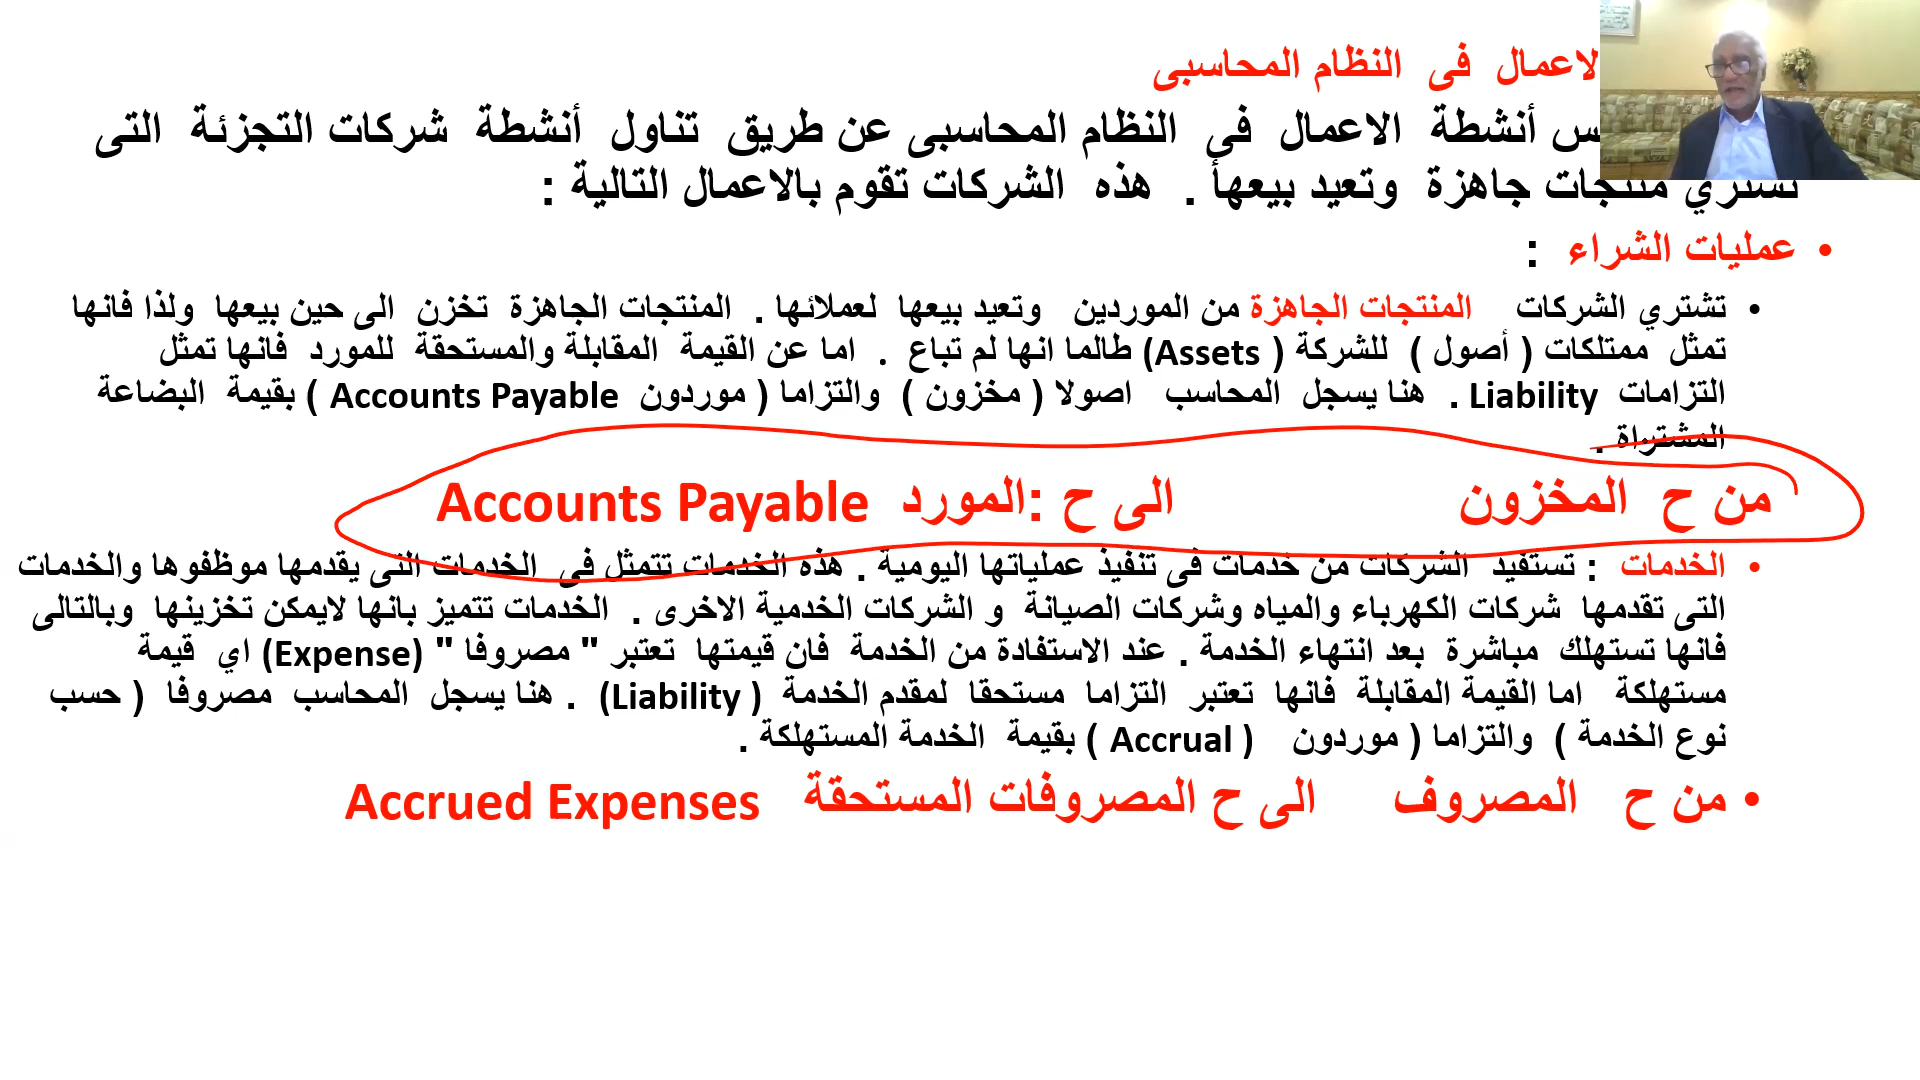 الاعمال فى النظام المحاسبى
أنشطة الاعمال فى النظام المحاسبى عن طريق تناول أنشطة شركات التجزئة التى
تشتري منتجات جاهزة وتعيد بيعهأ . هذه الشركات تقوم بالاعمال التالية :
• عمليات الشراء :
• تشتري الشركات المنتجات الجاهزة من الموردين وتعيد بيعها لعملائها . المنتجات الجاهزة تخزن الى حين بيعها ولذا فانها
تمثل ممتلكات ( أصول ) للشركة ( Assets) طالما انها لم تباع . اما عن القيمة المقابلة والمستحقة للمورد فانها تمثل
التزامات Liability . هنا يسجل المحاسب اصولا ( مخزون ) والتزاما ( موردون Accounts Payable ) بقيمة البضاعة
المشتراة .
من ح المخزون الى ح :المورد Accounts Payable
• الخدمات : تستفيد الشركات من خدمات فى تنفيذ عملياتها اليومية . هذه الخدمات تتمثل فى الخدمات التى يقدمها موظفوها والخدمات
التى تقدمها شركات الكهرباء والمياه وشركات الصيانة و الشركات الخدمية الاخرى . الخدمات تتميز بانها لايمكن تخزينها وبالتالى
فانها تستهلك مباشرة بعد انتهاء الخدمة . عند الاستفادة من الخدمة فان قيمتها تعتبر " مصروفا " (Expense) اي قيمة
مستهلكة اما القيمة المقابلة فانها تعتبر التزاما مستحقا لمقدم الخدمة ( Liability) . هنا يسجل المحاسب مصروفا ( حسب
نوع الخدمة ) والتزاما ( موردون Accrual ) بقيمة الخدمة المستهلكة .
• من ح المصروف الى ح المصروفات المستحقة Accrued Expenses